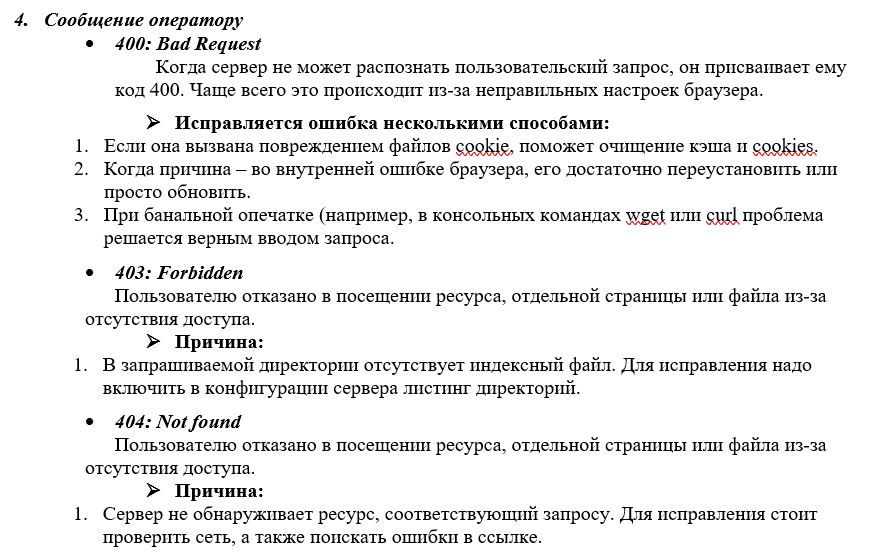 4. Сообщение оператору
• 400: Bad Request
Когда сервер не может распознать пользовательский запрос, он присваивает ему
код 400. Чаще всего это происходит из-за неправильных настроек браузера.
➢ Исправляется ошибка несколькими способами:
1. Если она вызвана повреждением файлов cookie, поможет очищение кэша и cookies.
2. Когда причина – во внутренней ошибке браузера, его достаточно переустановить или
просто обновить.
3. При банальной опечатке (например, в консольных командах wget или curl проблема
решается верным вводом запроса.
• 403: Forbidden
Пользователю отказано в посещении ресурса, отдельной страницы или файла из-за
отсутствия доступа.
➢ Причина:
1. В запрашиваемой директории отсутствует индексный файл. Для исправления надо
включить в конфигурации сервера листинг директорий.
• 404: Not found
Пользователю отказано в посещении ресурса, отдельной страницы или файла из-за
отсутствия доступа.
➢ Причина:
1. Сервер не обнаруживает ресурс, соответствующий запросу. Для исправления стоит
проверить сеть, а также поискать ошибки в ссылке.